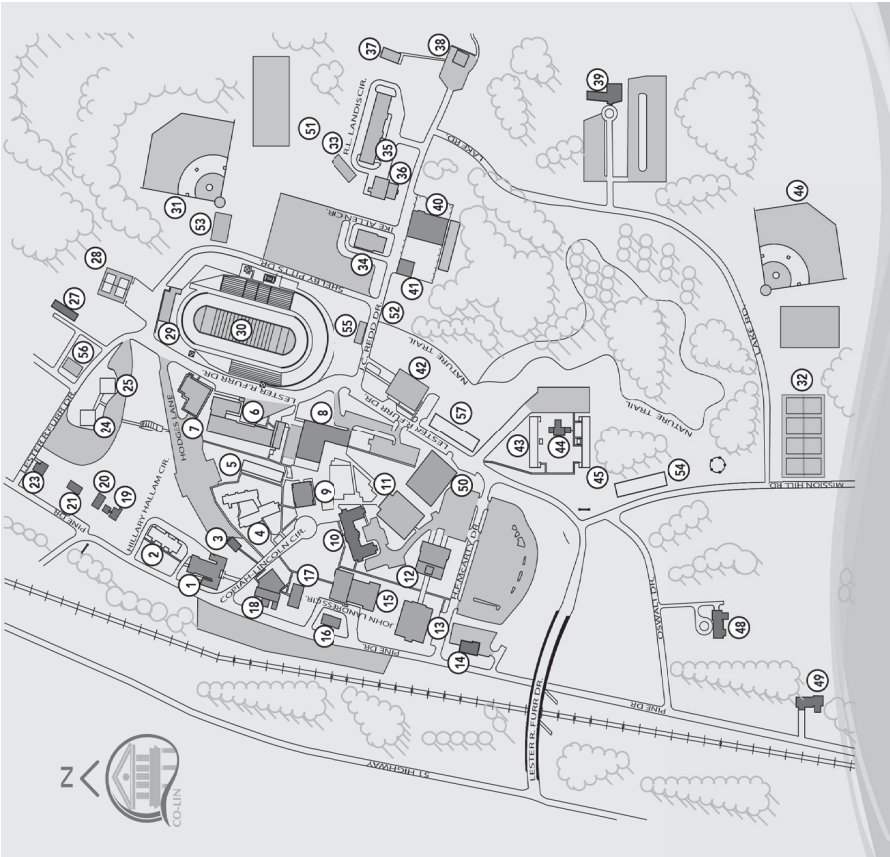 37
38
39
51
33
R.L. LANDIS CIR.
35
36
LAKE RD.
31
53
IKE ALLEN CIR.
34
40
41
46
28
27
29
30
SHELBY PITTS DR.
55
REDD DR.
52
NATURE TRAIL
LAKE RD.
56
25
24
LESTER R. FURR DR.
7
6
LESTER R. FURR DR.
8
42
LESTER R. FURR DR.
57
NATURE TRAIL
32
HODGES LANE
5
9
11
50
43
44
45
54
MISSION HILL RD
23
21
20
19
PINE DR.
HILLARY HALLAM CIR.
2
3
4
1
COPIAH-LINCOLN CIR.
10
12
H.F. MCCARTY DR.
18
17
JOHN LANDRESS CIR.
16
15
13
14
PINE DR.
OSWALT DR.
48
49
PINE DR.
LESTER R. FURR DR.
HIGHWAY 51
N
CO-LIN